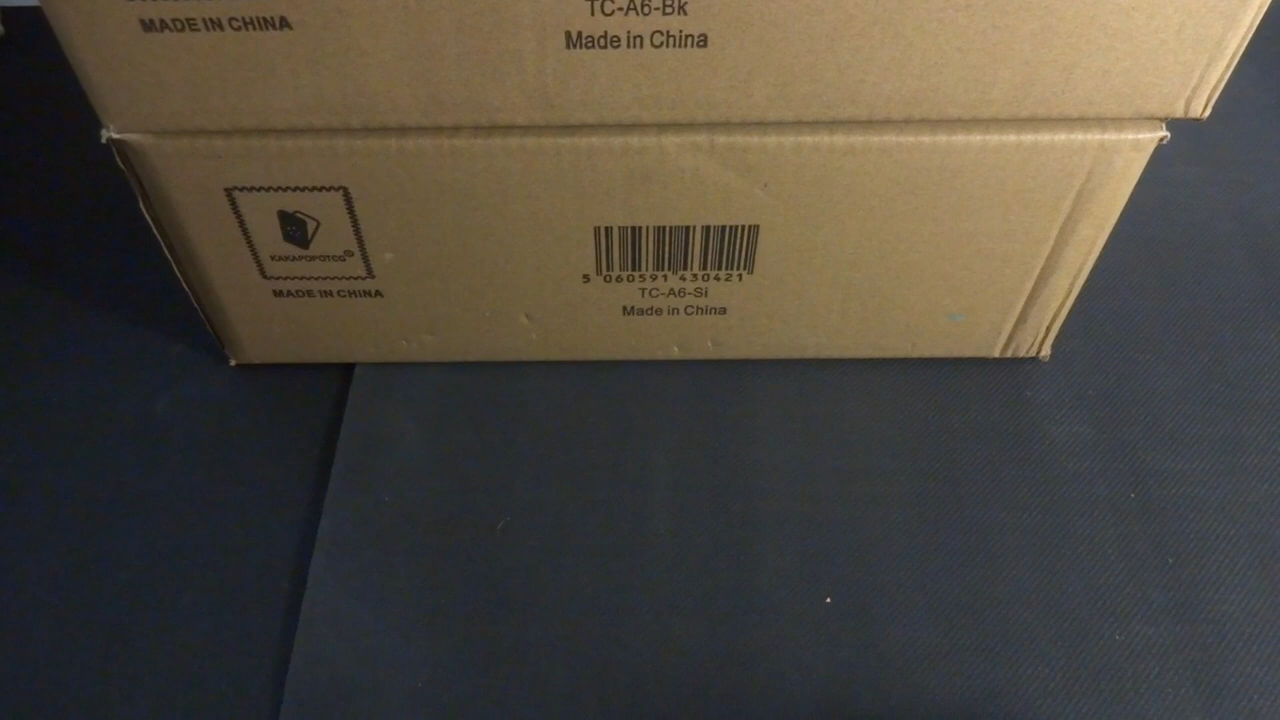 MADE IN CHINA
TC-A6-Bk
Made in China
KAKAPOPOTCG®
MADE IN CHINA
5 060591 430421
TC-A6-Si
Made in China